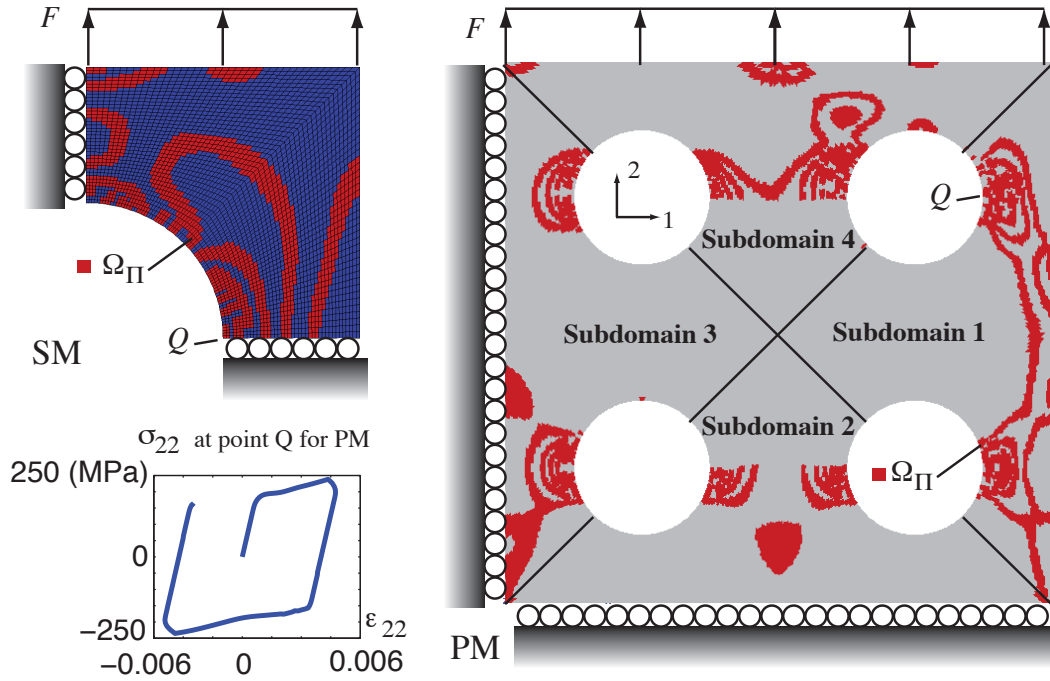 F
Ω_Π
Q
SM
σ22 at point Q for PM
250 (MPa)
0
−250
ε22
−0.006 0 0.006
F
2
1
Q
Subdomain 4
Subdomain 3 Subdomain 1
Subdomain 2
Ω_Π
PM